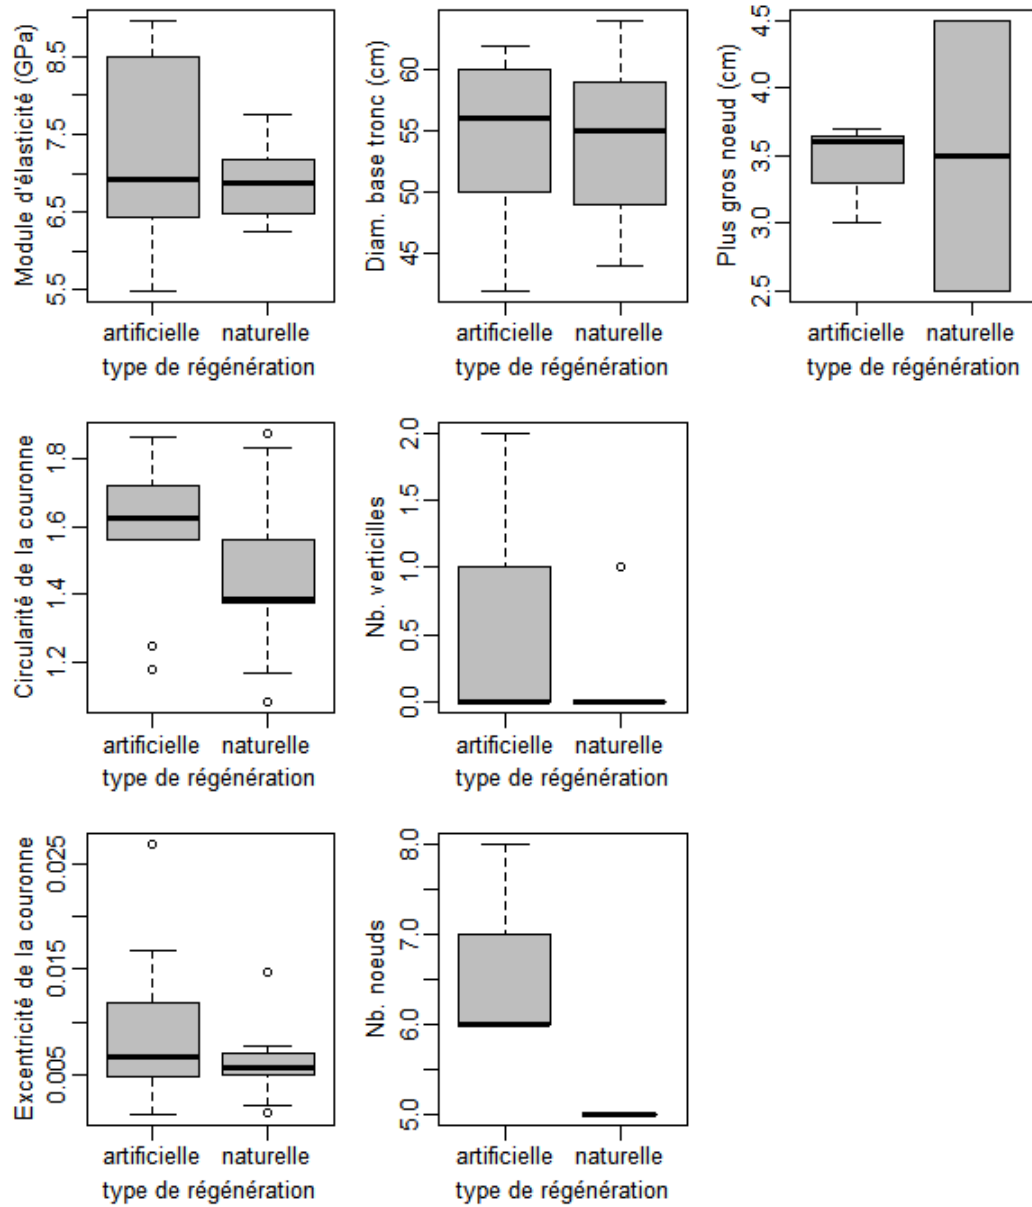 Module d'élasticité (GPa)
5.5 6.5 7.5 8.5
artificielle naturelle
type de régénération
Diam. base tronc (cm)
45 50 55 60
artificielle naturelle
type de régénération
Plus gros noeud (cm)
2.5 3.0 3.5 4.0 4.5
artificielle naturelle
type de régénération
Circularité de la couronne
1.2 1.4 1.6 1.8
artificielle naturelle
type de régénération
Nb. verticilles
0.0 0.5 1.0 1.5 2.0
artificielle naturelle
type de régénération
Excentricité de la couronne
0.005 0.015 0.025
artificielle naturelle
type de régénération
Nb. noeuds
5.0 6.0 7.0 8.0
artificielle naturelle
type de régénération